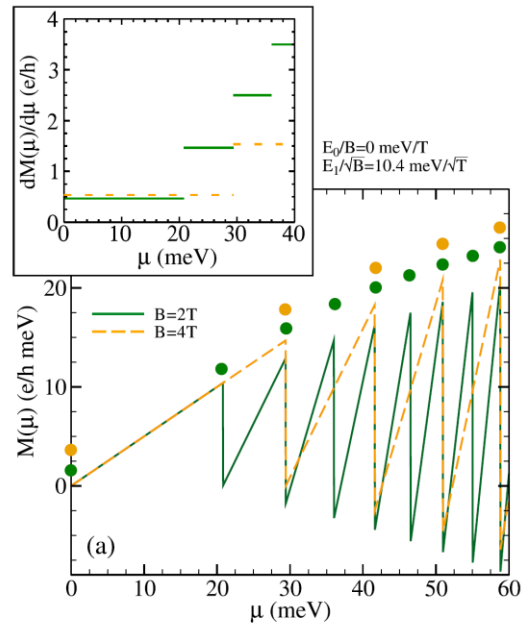 4
3
2
1
0
dM(μ)/dμ (e/h)
0 10 20 30 40
μ (meV)
E₀/B=0 meV/T
E₁/√B=10.4 meV/√T
20
10
0
M(μ) (e/h meV)
B=2T
B=4T
(a)
0 10 20 30 40 50 60
μ (meV)